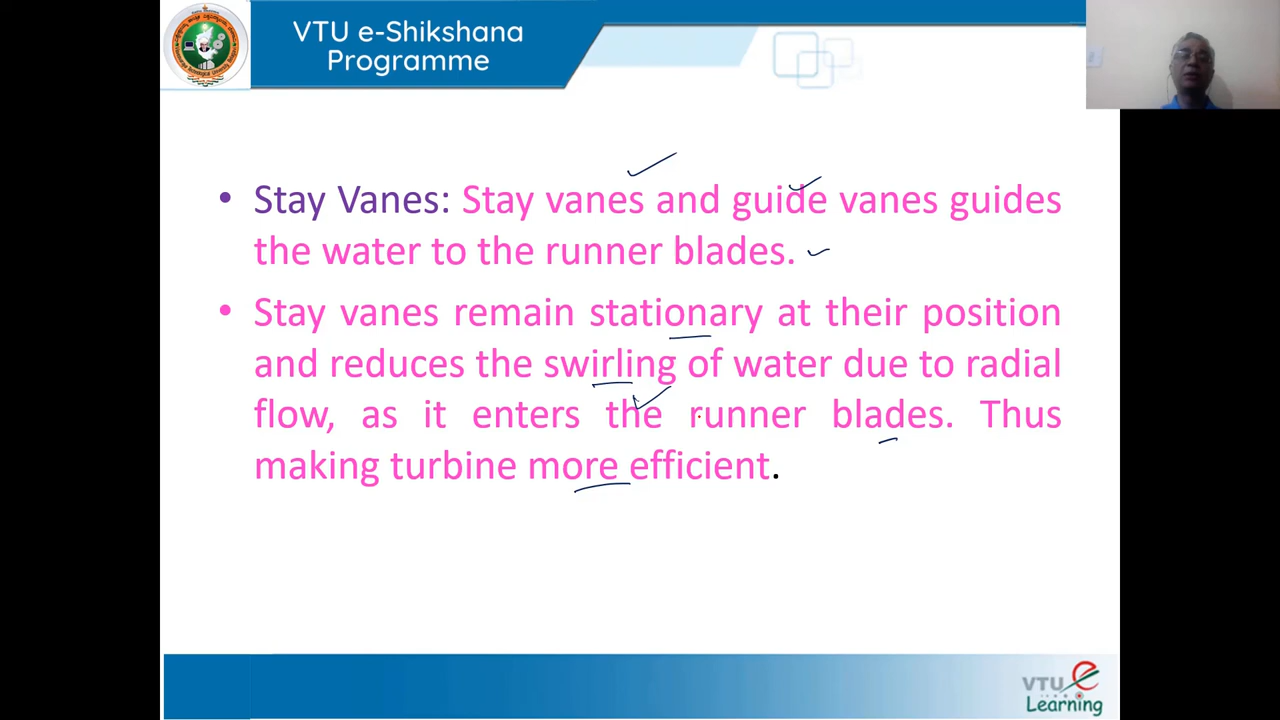 VTU e-Shikshana
Programme
• Stay Vanes: Stay vanes and guide vanes guides
the water to the runner blades.
• Stay vanes remain stationary at their position
and reduces the swirling of water due to radial
flow, as it enters the runner blades. Thus
making turbine more efficient.
VTU e
Learning